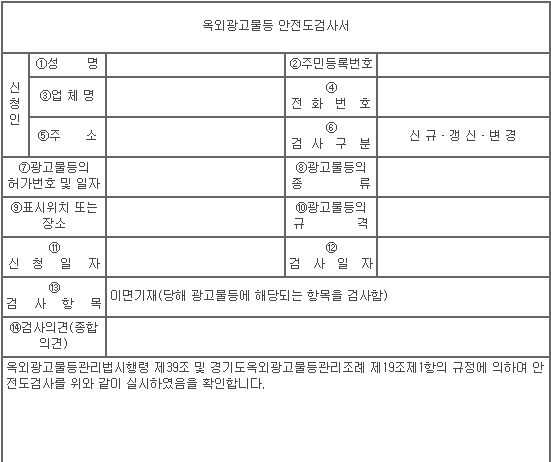 옥외광고물등 안전도검사서
신청인
①성 명
②주민등록번호
③업 체 명
④
전 화 번 호
⑤주 소
⑥
검 사 구 분
신 규 · 갱 신 · 변 경
⑦광고물등의
허가번호 및 일자
⑧광고물등의
종 류
⑨표시위치 또는
장소
⑩광고물등의
규 격
⑪
신 청 일 자
⑫
검 사 일 자
⑬
검 사 항 목
이면기재(당해 광고물등에 해당되는 항목을 검사함)
⑭검사의견(종합
의견)
옥외광고물등관리법시행령 제39조 및 경기도옥외광고물등관리조례 제19조제1항의 규정에 의하여 안
전도검사를 위와 같이 실시하였음을 확인합니다.